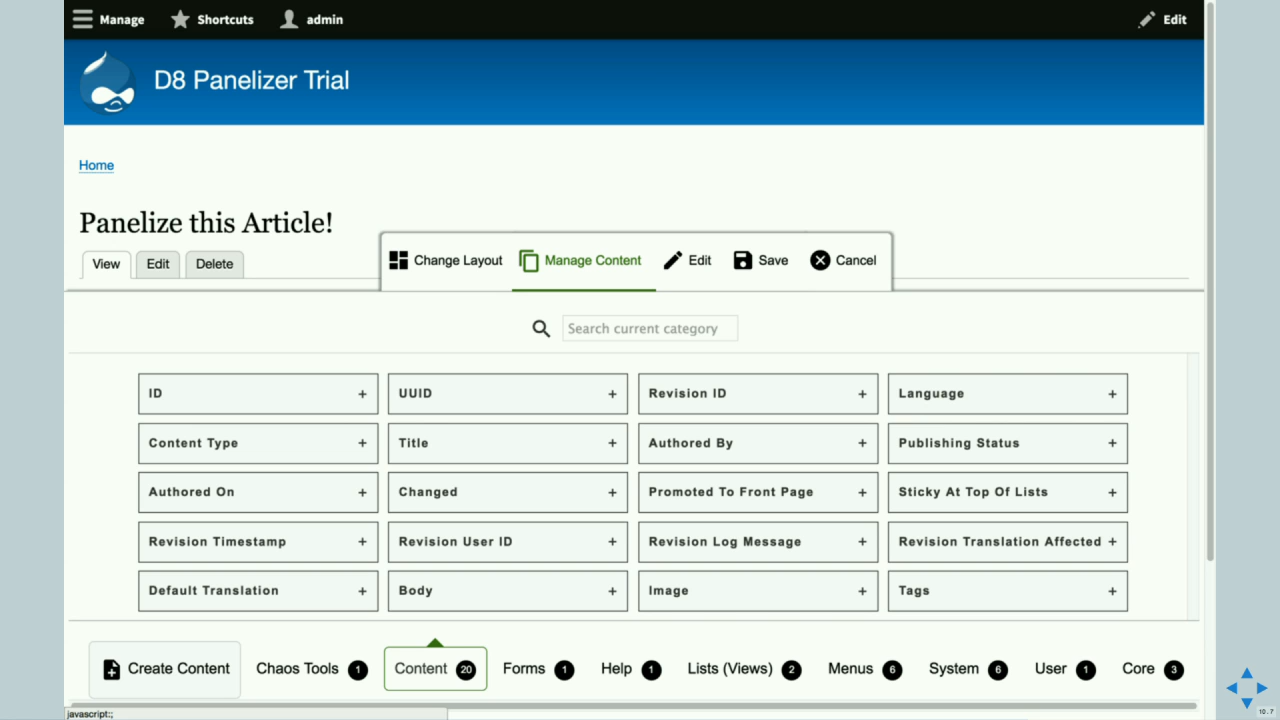 Manage Shortcuts admin Edit
D8 Panelizer Trial
Home
Panelize this Article!
View Edit Delete
Change Layout Manage Content Edit Save Cancel
Search current category
ID + UUID + Revision ID + Language +
Content Type + Title + Authored By + Publishing Status +
Authored On + Changed + Promoted To Front Page + Sticky At Top Of Lists +
Revision Timestamp + Revision User ID + Revision Log Message + Revision Translation Affected +
Default Translation + Body + Image + Tags +
Create Content Chaos Tools 1 Content 20 Forms 1 Help 1 Lists (Views) 2 Menus 6 System 6 User 1 Core 3
javascript:;
10.7